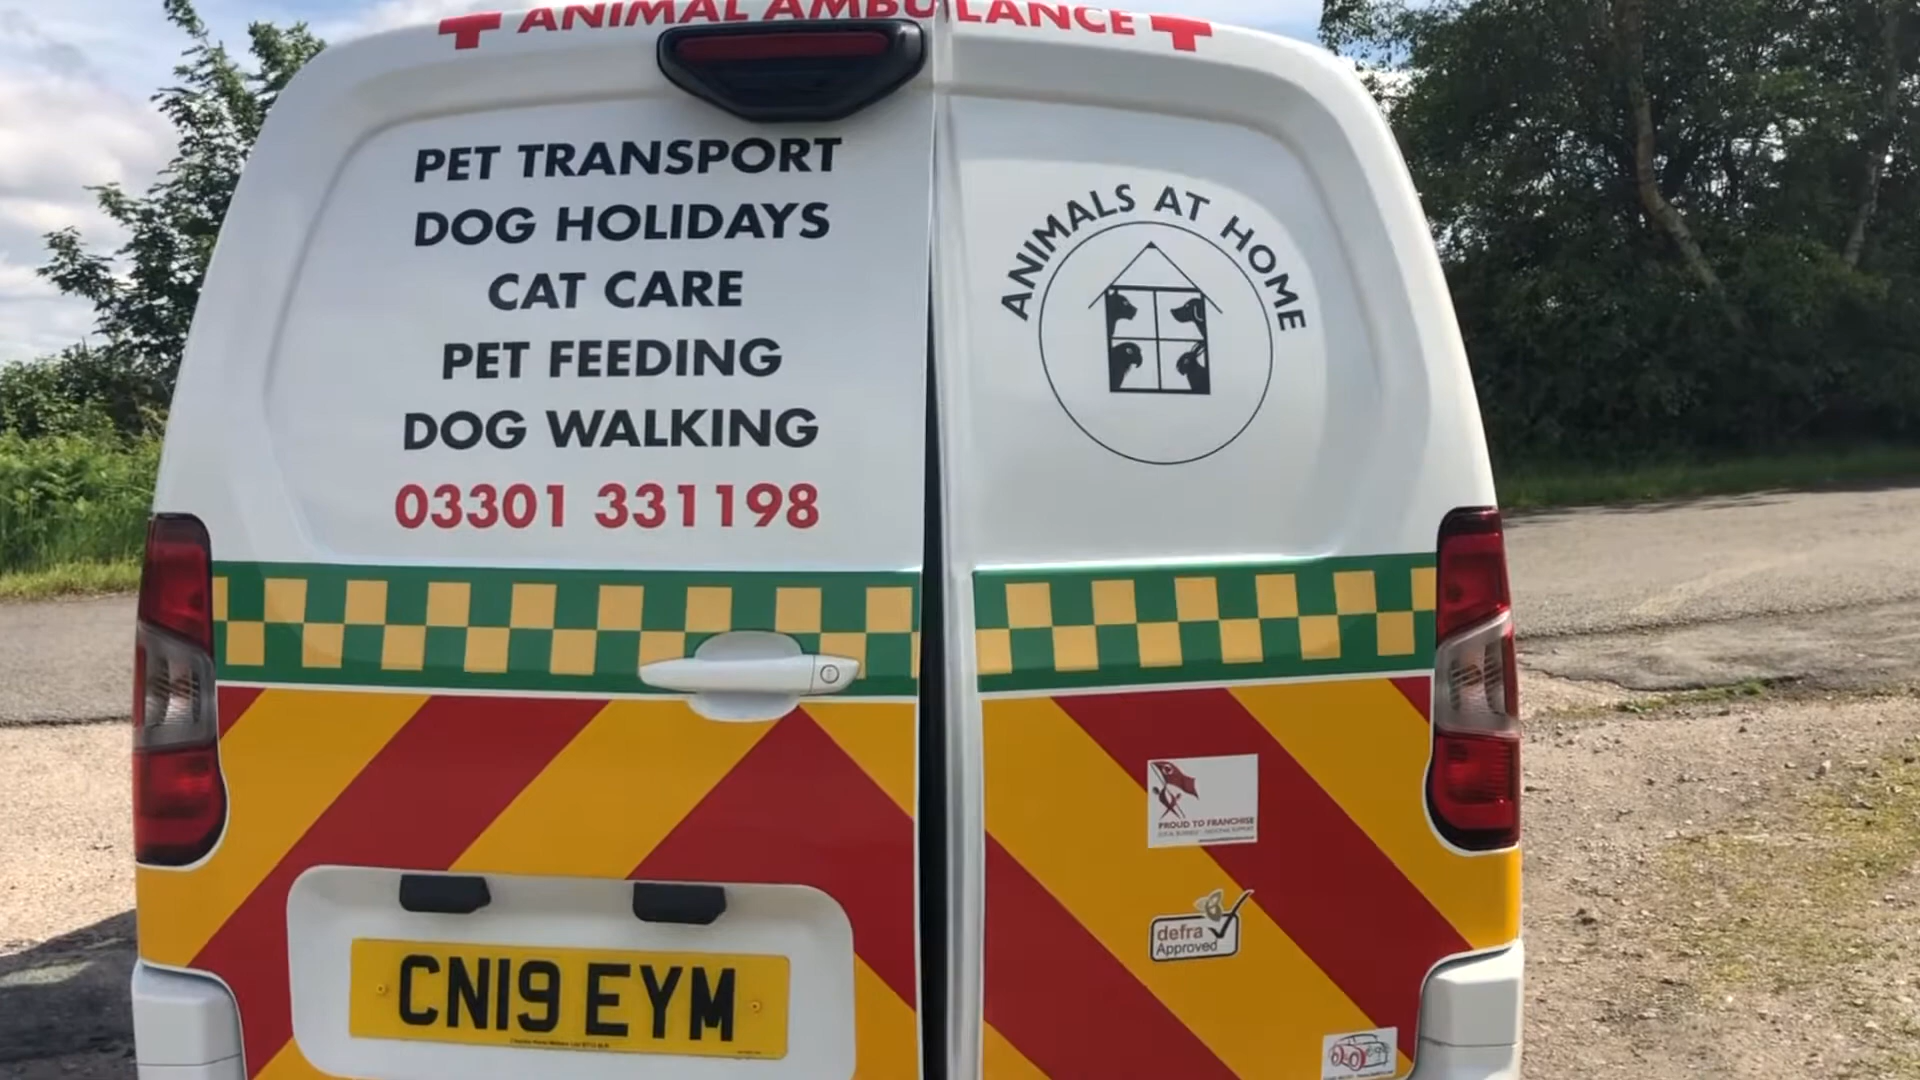 ANIMAL AMBULANCE
PET TRANSPORT
DOG HOLIDAYS
CAT CARE
PET FEEDING
DOG WALKING
03301 331198
ANIMALS AT HOME
PROUD TO FRANCHISE
defra
Approved
CN19 EYM